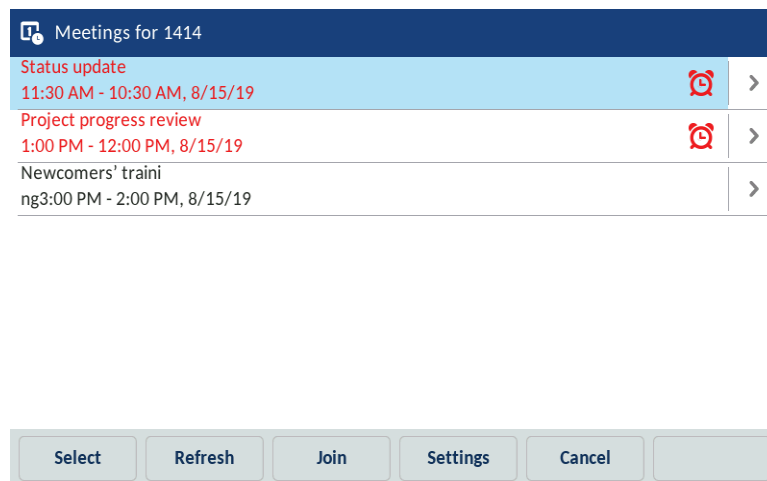 Meetings for 1414
Status update
11:30 AM - 10:30 AM, 8/15/19
Project progress review
1:00 PM - 12:00 PM, 8/15/19
Newcomers’ traini
ng3:00 PM - 2:00 PM, 8/15/19
Select Refresh Join Settings Cancel